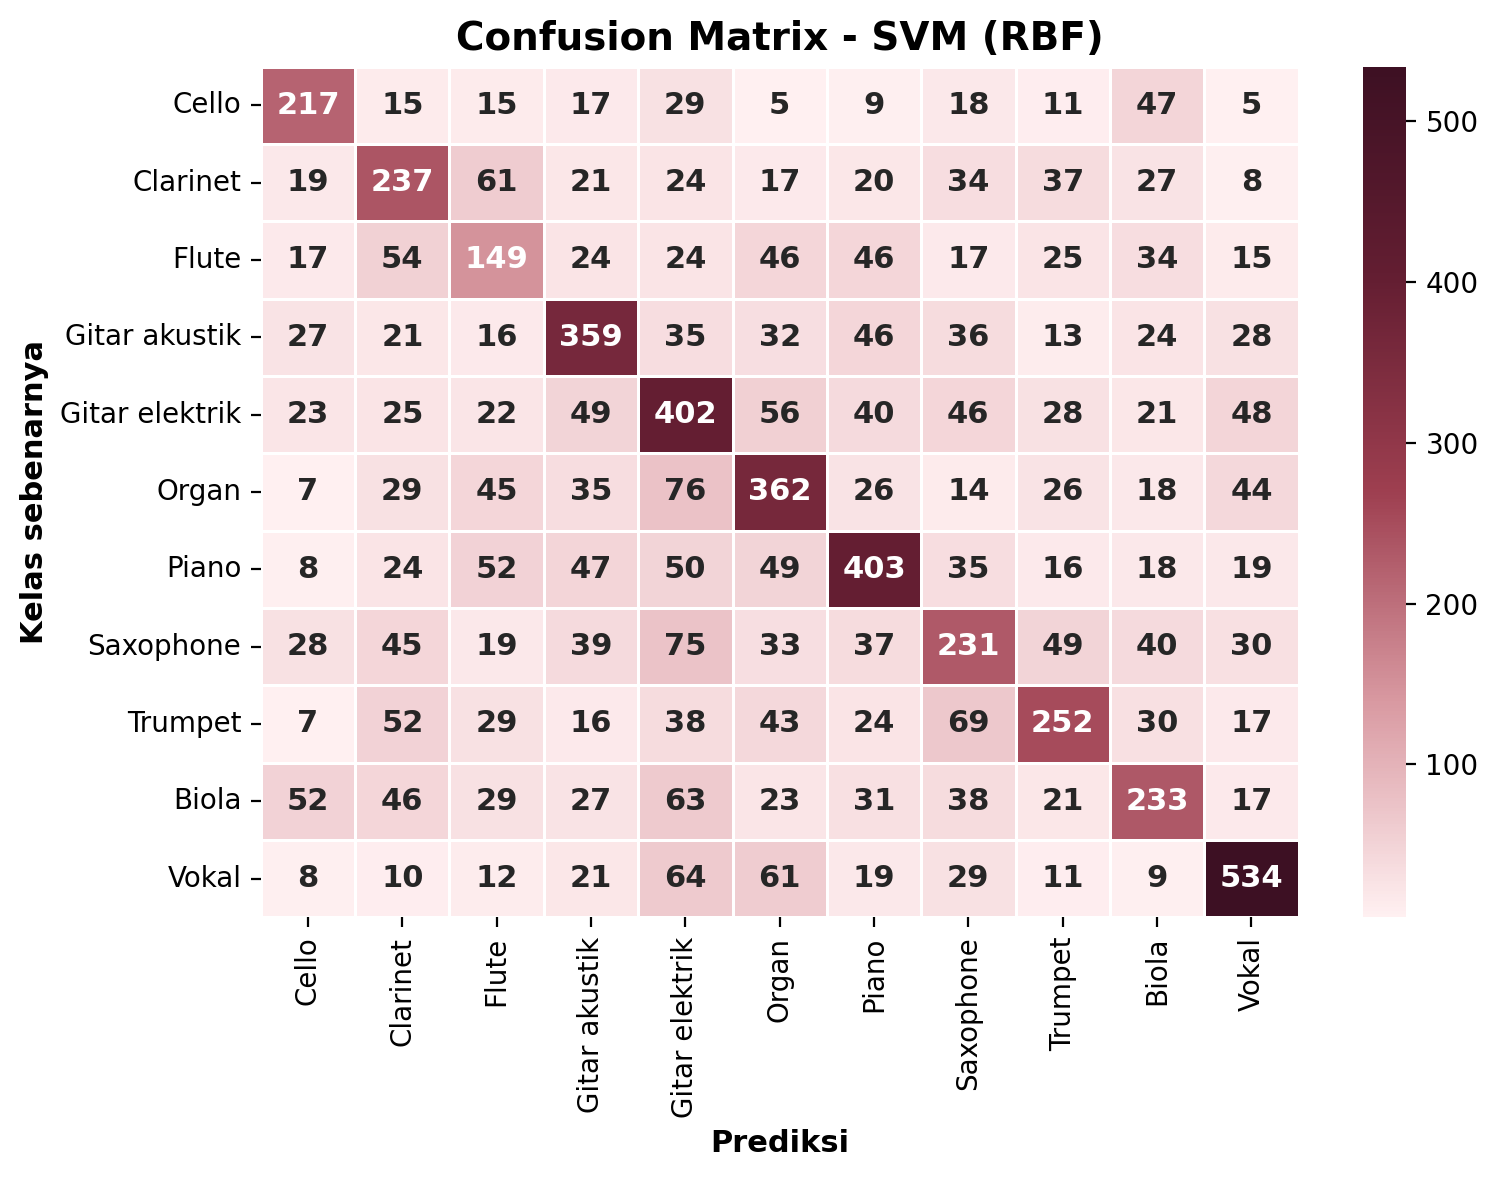 Confusion Matrix - SVM (RBF)
Kelas sebenarnya
Cello 217 15 15 17 29 5 9 18 11 47 5
Clarinet 19 237 61 21 24 17 20 34 37 27 8
Flute 17 54 149 24 24 46 46 17 25 34 15
Gitar akustik 27 21 16 359 35 32 46 36 13 24 28
Gitar elektrik 23 25 22 49 402 56 40 46 28 21 48
Organ 7 29 45 35 76 362 26 14 26 18 44
Piano 8 24 52 47 50 49 403 35 16 18 19
Saxophone 28 45 19 39 75 33 37 231 49 40 30
Trumpet 7 52 29 16 38 43 24 69 252 30 17
Biola 52 46 29 27 63 23 31 38 21 233 17
Vokal 8 10 12 21 64 61 19 29 11 9 534
Cello Clarinet Flute Gitar akustik Gitar elektrik Organ Piano Saxophone Trumpet Biola Vokal
Prediksi
500
400
300
200
100